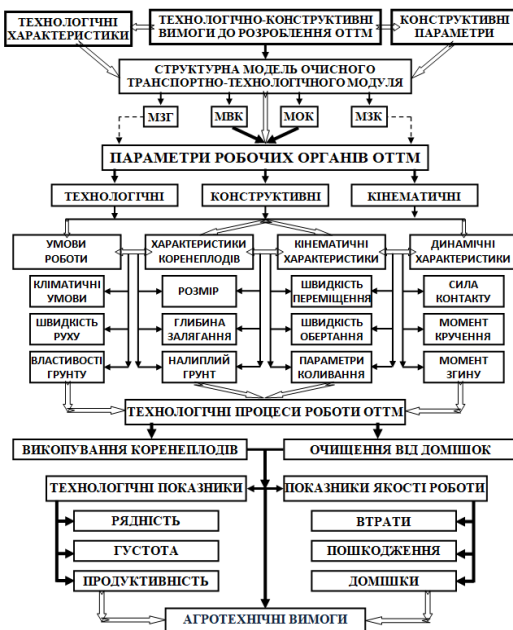 ТЕХНОЛОГІЧНІ
ХАРАКТЕРИСТИКИ
ТЕХНОЛОГІЧНО-КОНСТРУКТИВНІ
ВИМОГИ ДО РОЗРОБЛЕННЯ ОТТМ
КОНСТРУКТИВНІ
ПАРАМЕТРИ
СТРУКТУРНА МОДЕЛЬ ОЧИСНОГО
ТРАНСПОРТНО-ТЕХНОЛОГІЧНОГО МОДУЛЯ
МЗГ
МВК
МОК
МЗК
ПАРАМЕТРИ РОБОЧИХ ОРГАНІВ ОТТМ
ТЕХНОЛОГІЧНІ
КОНСТРУКТИВНІ
КІНЕМАТИЧНІ
УМОВИ
РОБОТИ
ХАРАКТЕРИСТИКИ
КОРЕНЕПЛОДІВ
КІНЕМАТИЧНІ
ХАРАКТЕРИСТИКИ
ДИНАМІЧНІ
ХАРАКТЕРИСТИКИ
КЛІМАТИЧНІ
УМОВИ
РОЗМІР
ШВИДКІСТЬ
ПЕРЕМІЩЕННЯ
СИЛА
КОНТАКТУ
ШВИДКІСТЬ
РУХУ
ГЛИБИНА
ЗАЛЯГАННЯ
ШВИДКІСТЬ
ОБЕРТАННЯ
МОМЕНТ
КРУЧЕННЯ
ВЛАСТИВОСТІ
ГРУНТУ
НАЛИПЛИЙ
ГРУНТ
ПАРАМЕТРИ
КОЛИВАННЯ
МОМЕНТ
ЗГИНУ
ТЕХНОЛОГІЧНІ ПРОЦЕСИ РОБОТИ ОТТМ
ВИКОПУВАННЯ КОРЕНЕПЛОДІВ
ОЧИЩЕННЯ ВІД ДОМІШОК
ТЕХНОЛОГІЧНІ ПОКАЗНИКИ
ПОКАЗНИКИ ЯКОСТІ РОБОТИ
РЯДНІСТЬ
ВТРАТИ
ГУСТОТА
ПОШКОДЖЕННЯ
ПРОДУКТИВНІСТЬ
ДОМІШКИ
АГРОТЕХНІЧНІ ВИМОГИ